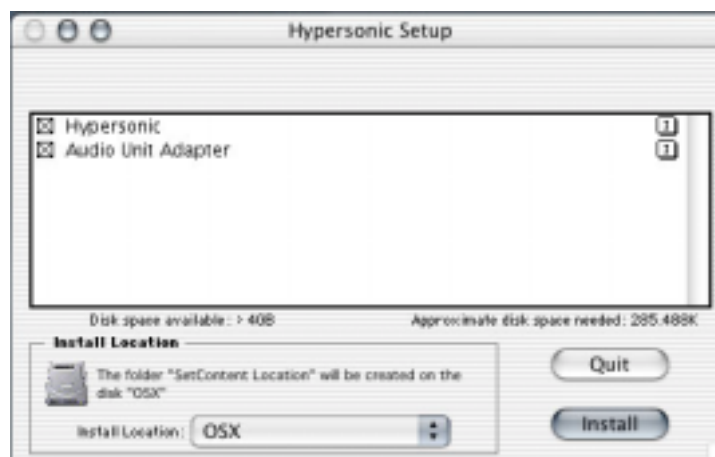 Hypersonic Setup
Hypersonic
Audio Unit Adapter
Disk space available: > 4GB Approximate disk space needed: 285.488K
Install Location
The folder "SetContent Location" will be created on the
disk "OSX"
Install Location: OSX
Quit
Install